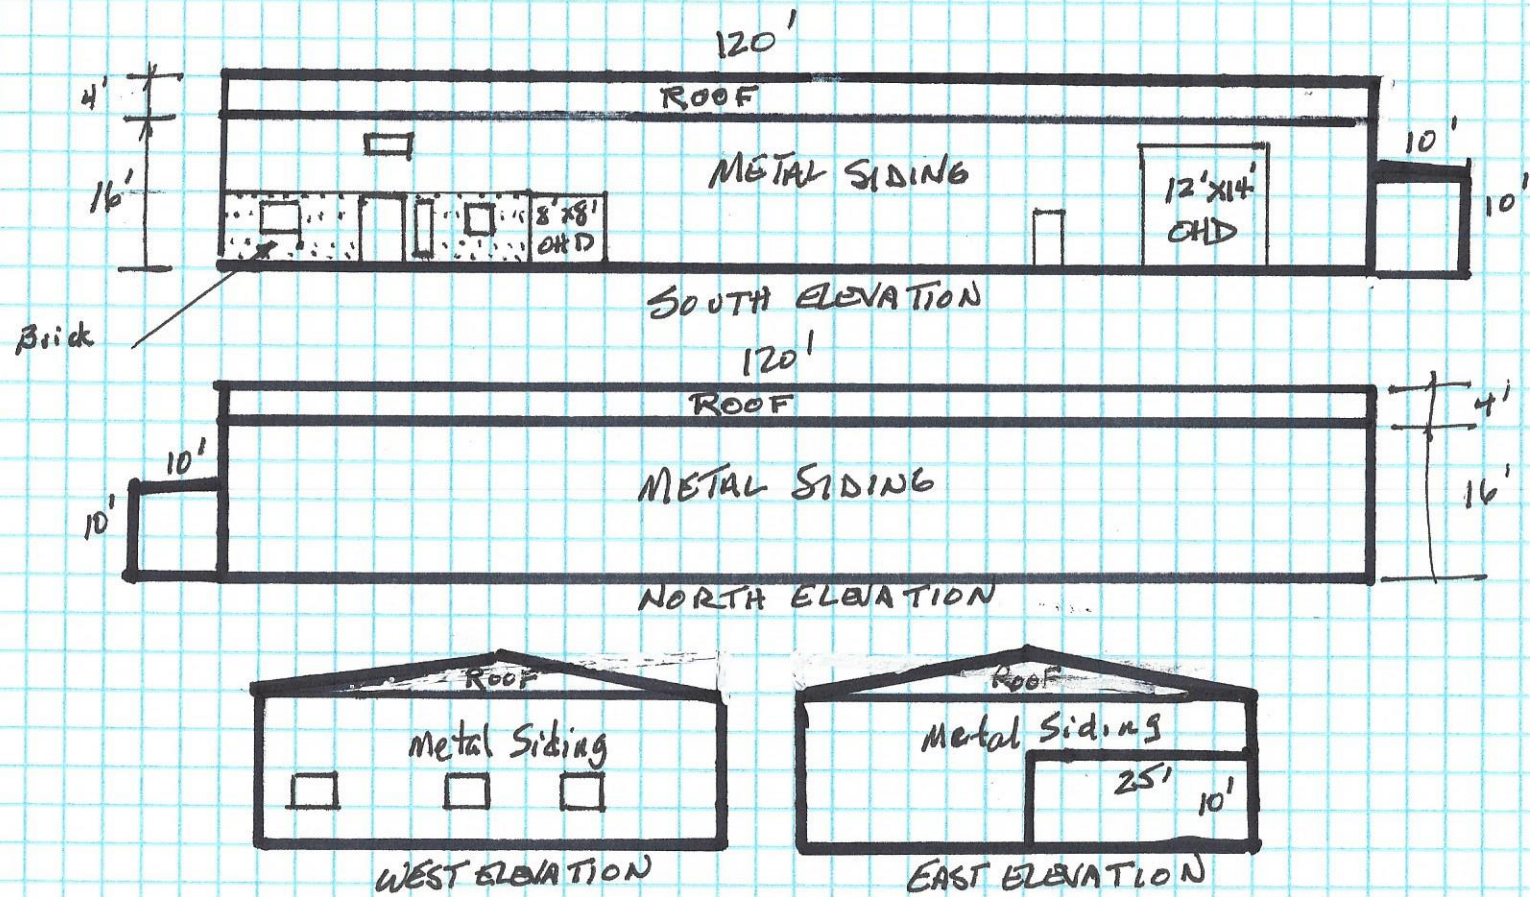 120'
4'
ROOF
16'
METAL SIDING
10'
10'
8'x8'
OHD
12'x14'
OHD
Brick
SOUTH ELEVATION
120'
ROOF
4'
10'
10'
METAL SIDING
16'
NORTH ELEVATION
ROOF
Metal Siding
WEST ELEVATION
ROOF
Metal Siding
25'
10'
EAST ELEVATION